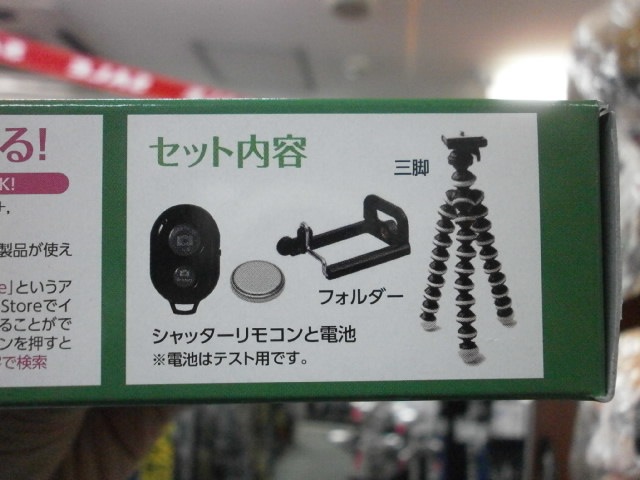 る!
K!
製品が使え
e」というア
Storeでイ
ることがで
ンを押すと
で検索
セット内容
三脚
フォルダー
シャッターリモコンと電池
※電池はテスト用です。